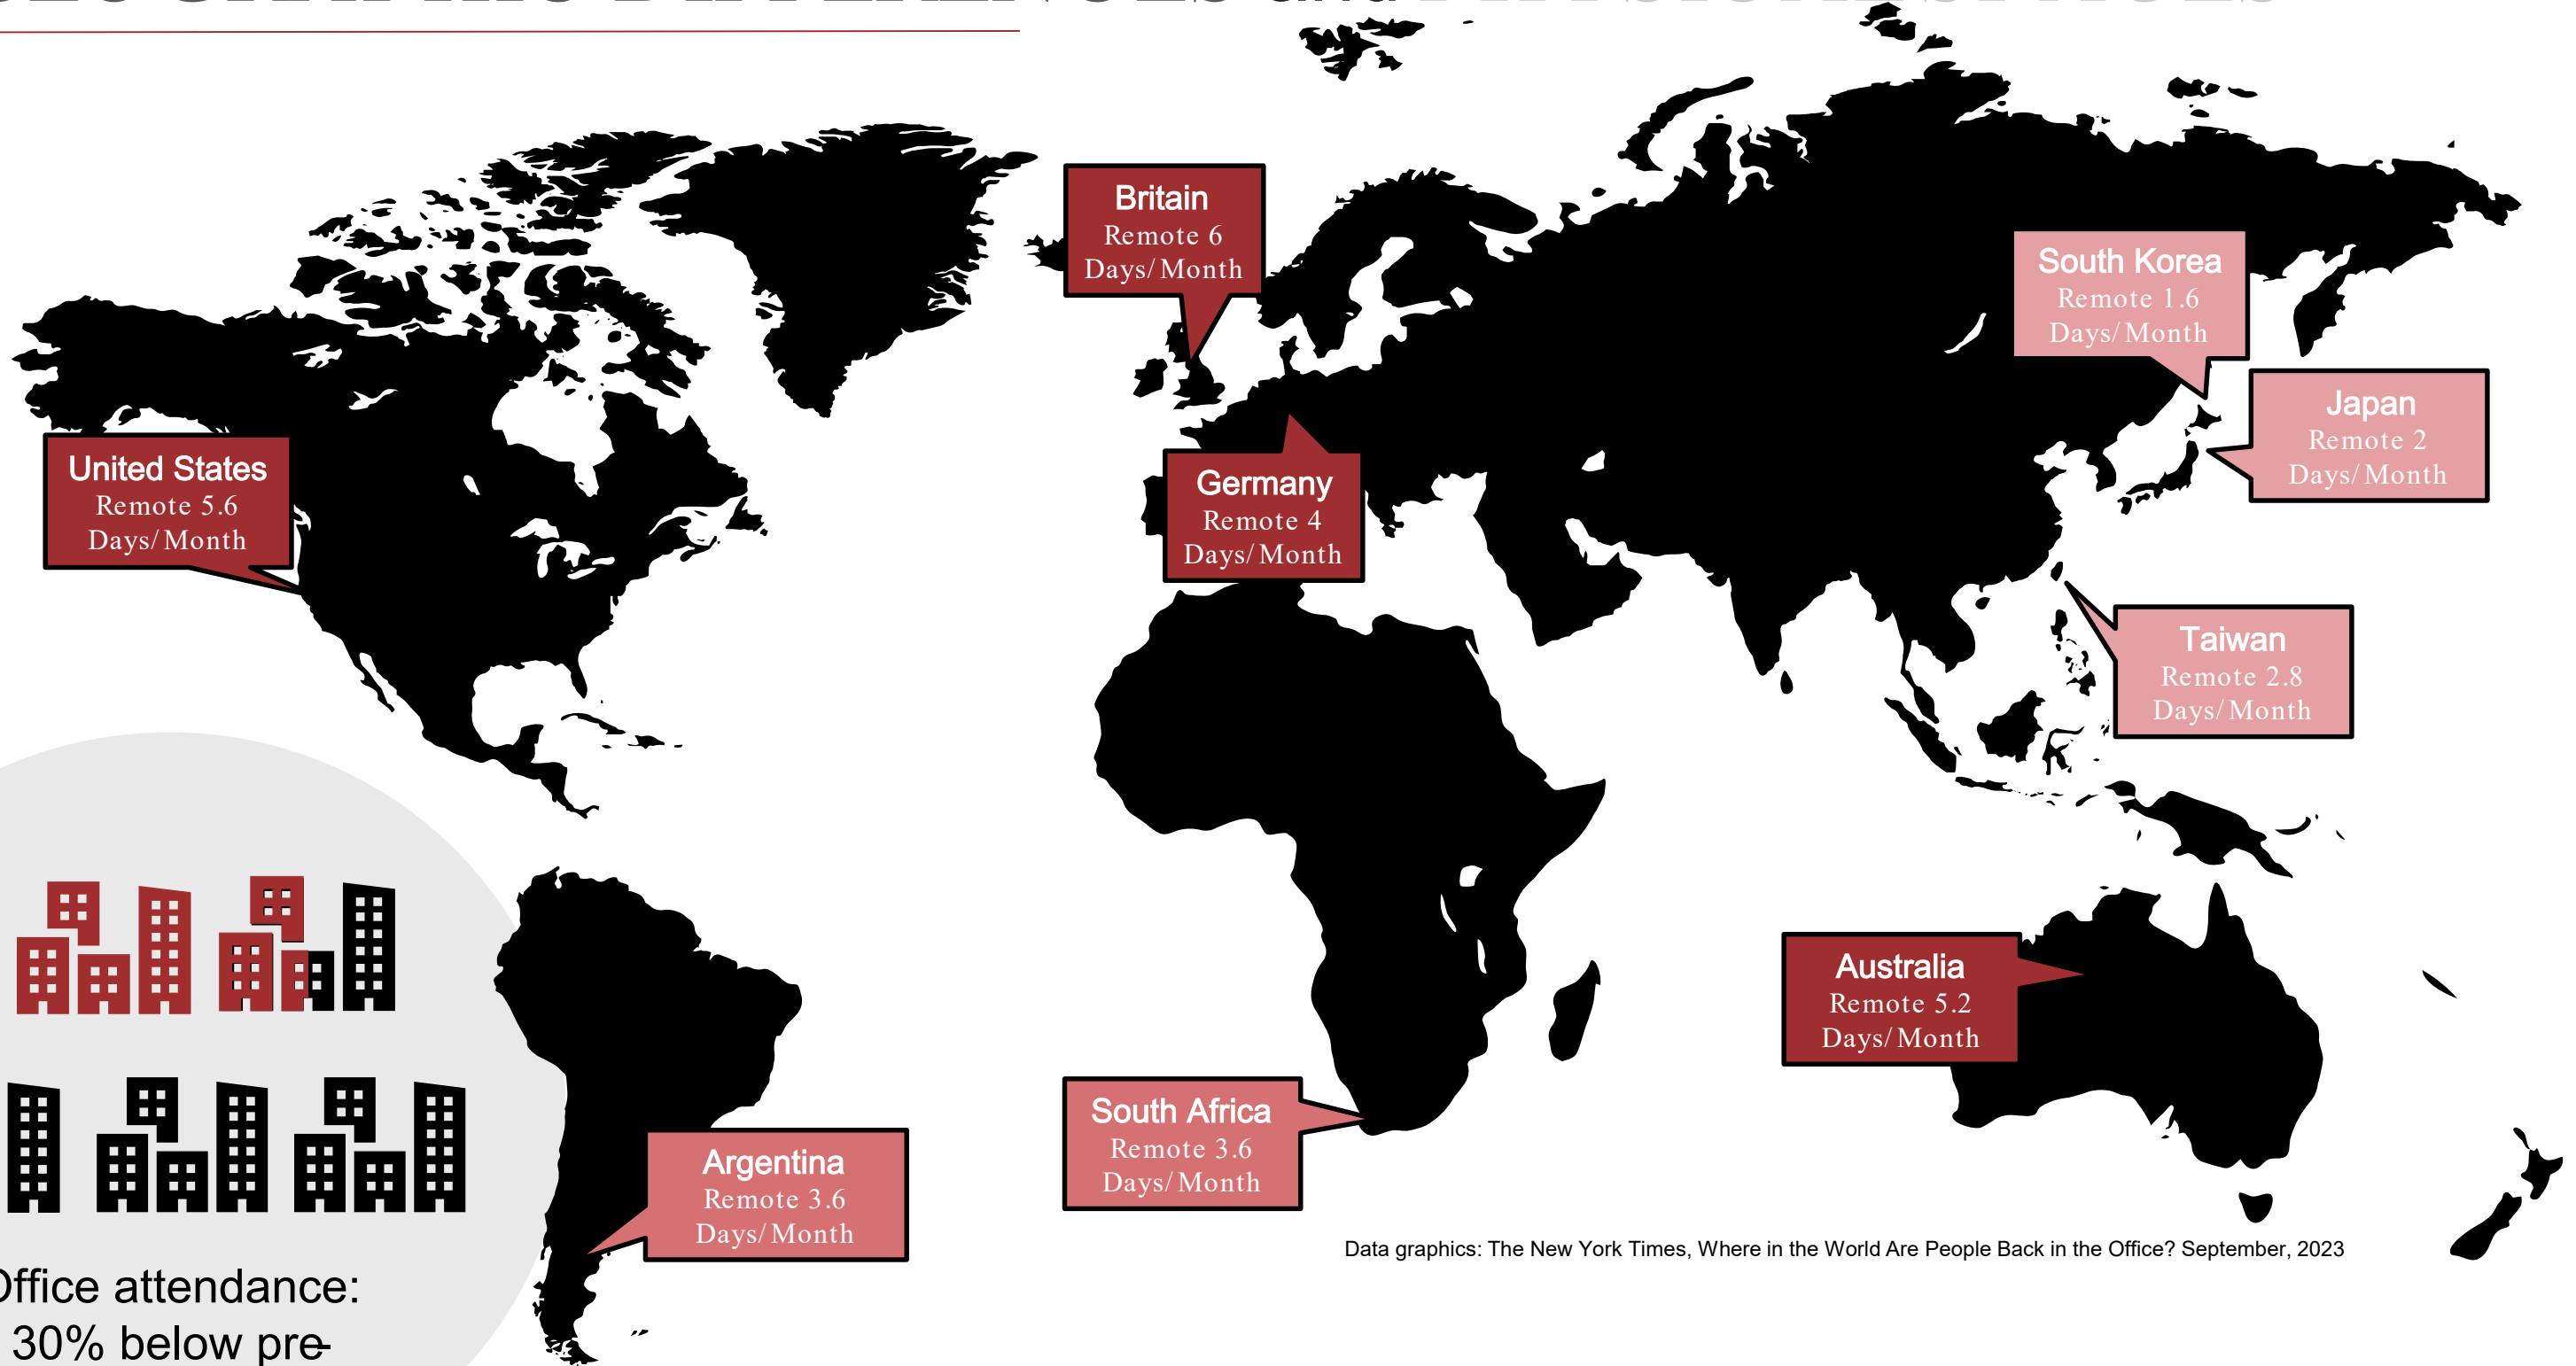 and
Britain
Remote 6
Days/Month
South Korea
Remote 1.6
Days/Month
Japan
Remote 2
Days/Month
United States
Remote 5.6
Days/Month
Germany
Remote 4
Days/Month
Taiwan
Remote 2.8
Days/Month
Australia
Remote 5.2
Days/Month
South Africa
Remote 3.6
Days/Month
Argentina
Remote 3.6
Days/Month
Data graphics: The New York Times, Where in the World Are People Back in the Office? September, 2023
Office attendance:
30% below pre-